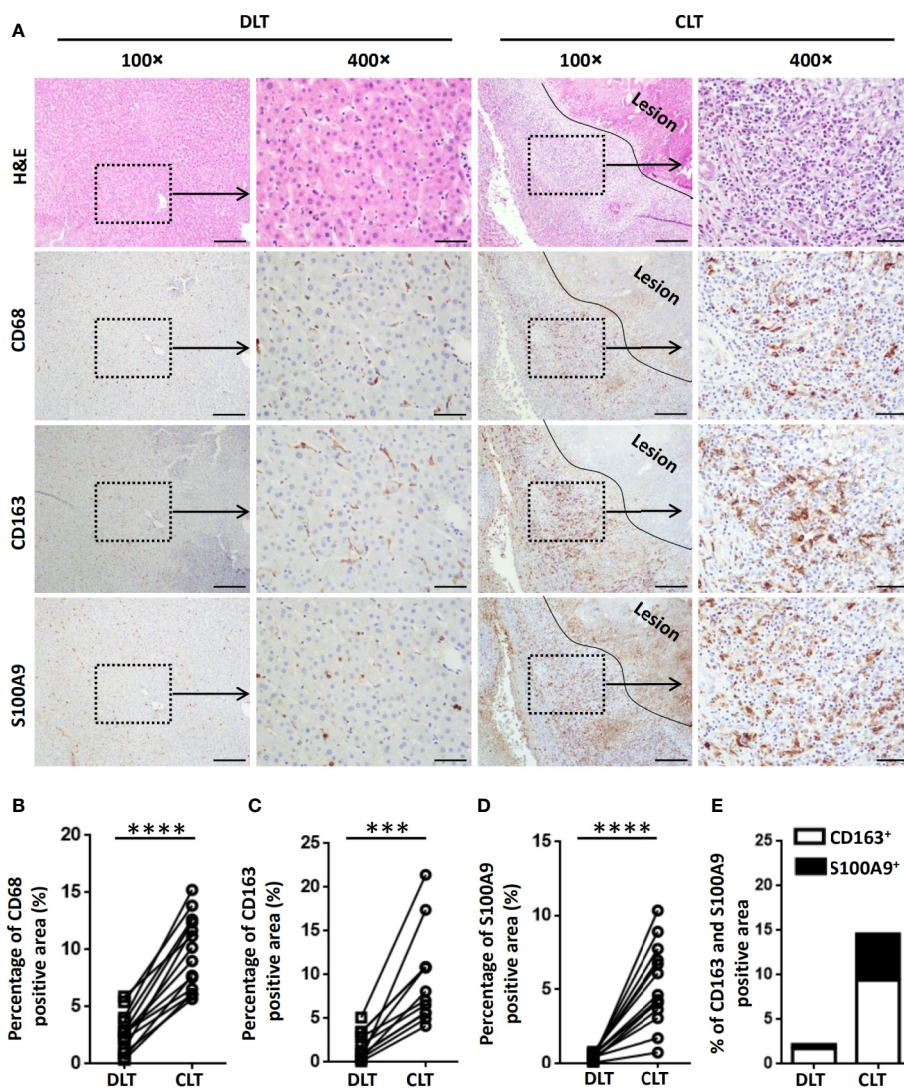 A
DLT
CLT
100×
400×
100×
400×
H&E
Lesion
CD68
Lesion
CD163
Lesion
S100A9
Lesion
B
Percentage of CD68
positive area (%)
20
15
10
5
0
****
DLT
CLT
C
Percentage of CD163
positive area (%)
25
20
15
10
5
0
***
DLT
CLT
D
Percentage of S100A9
positive area (%)
15
10
5
0
****
DLT
CLT
E
% of CD163 and S100A9
positive area
25
20
15
10
5
0
CD163+
S100A9+
DLT
CLT